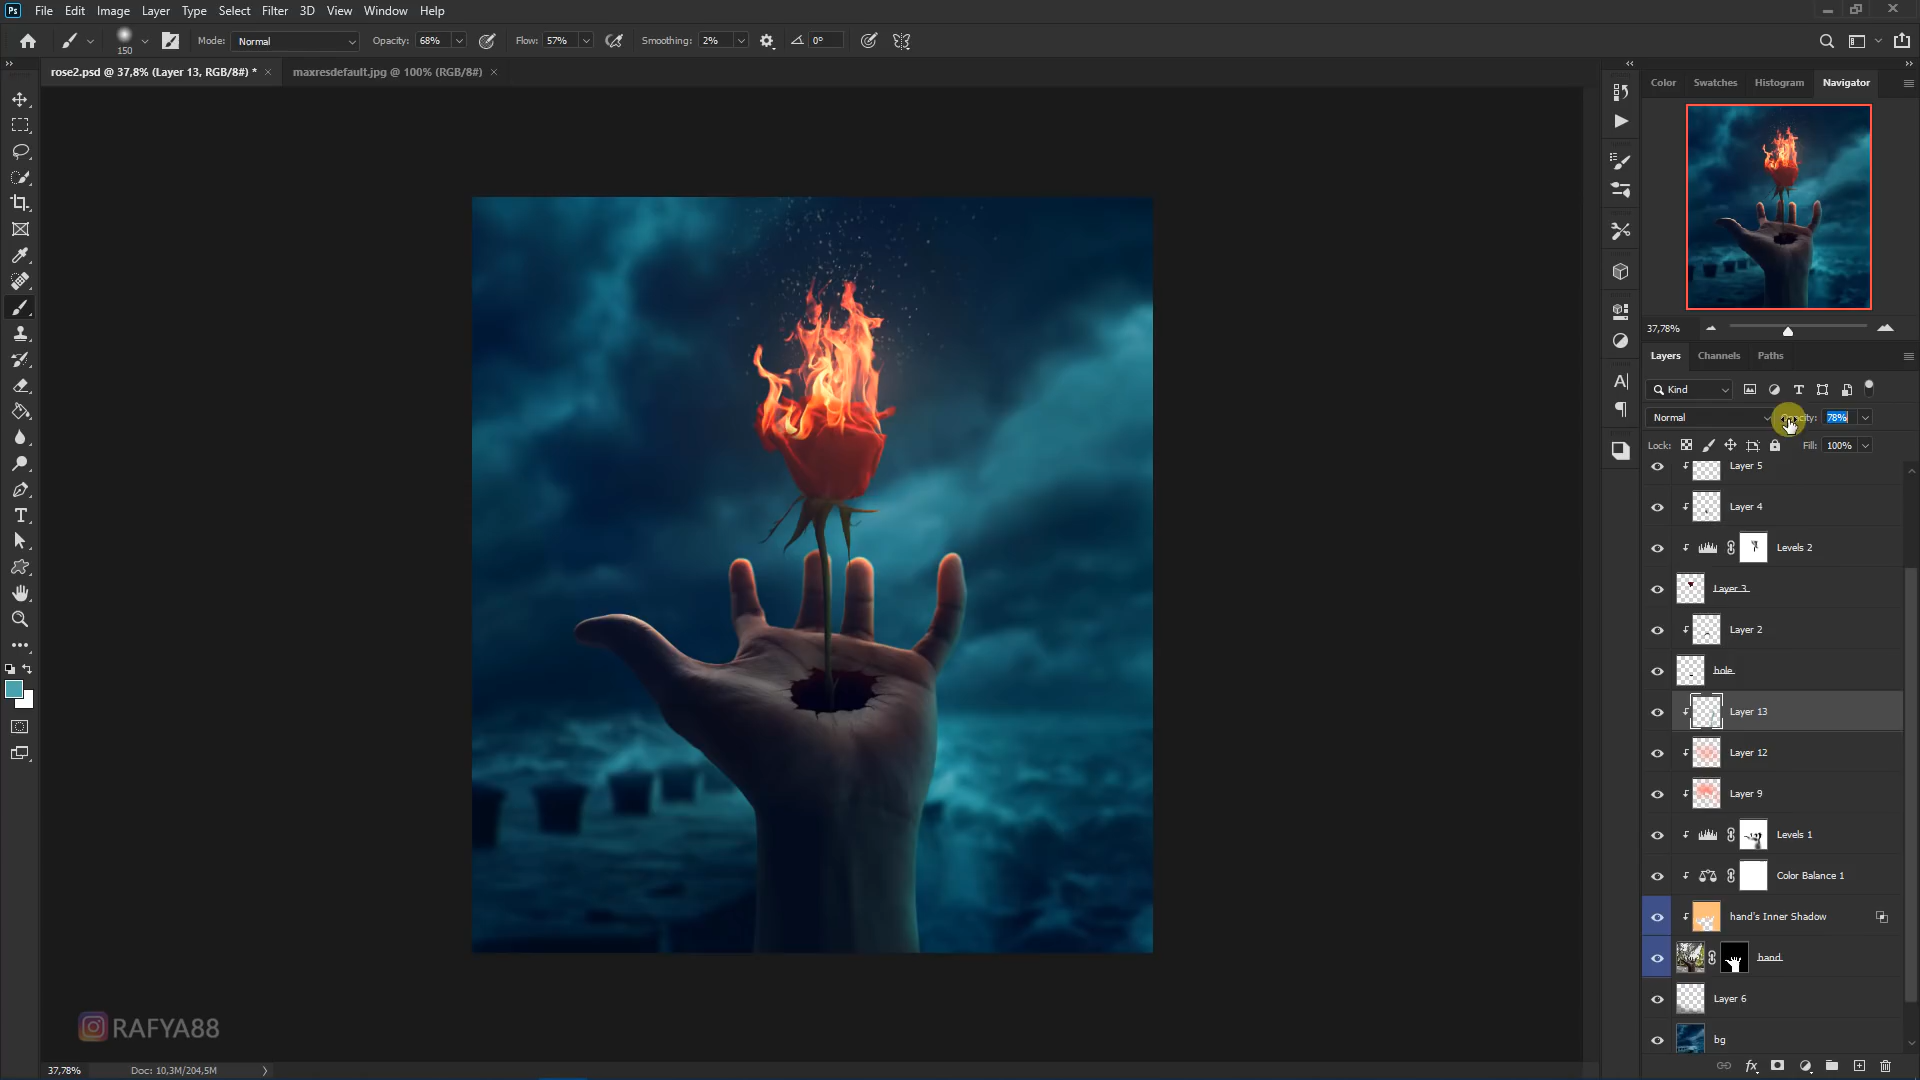 Ps File Edit Image Layer Type Select Filter 3D View Window Help
150 Mode: Normal Opacity: 68% Flow: 57% Smoothing: 2% 0°
rose2.psd @ 37,8% (Layer 13, RGB/8#) * × maxresdefault.jpg @ 100% (RGB/8#) ×
Color Swatches Histogram Navigator
37,78%
Layers Channels Paths
Kind
Normal Opacity: 78%
Lock: Fill: 100%
Layer 5
Layer 4
Levels 2
Layer 3
Layer 2
hole
Layer 13
Layer 12
Layer 9
Levels 1
Color Balance 1
hand's Inner Shadow
hand
Layer 6
bg
RAFYA88
37,78% Doc: 10,3M/204,5M